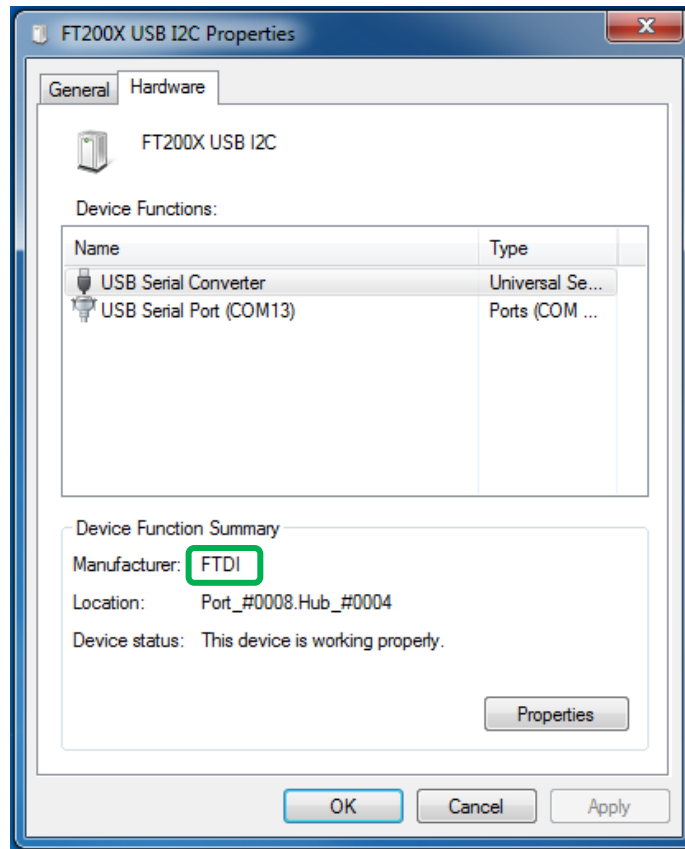 FT200X USB I2C Properties
General Hardware
FT200X USB I2C
Device Functions:
Name Type
USB Serial Converter Universal Se...
USB Serial Port (COM13) Ports (COM ...
Device Function Summary
Manufacturer: FTDI
Location: Port_#0008.Hub_#0004
Device status: This device is working properly.
Properties
OK Cancel Apply